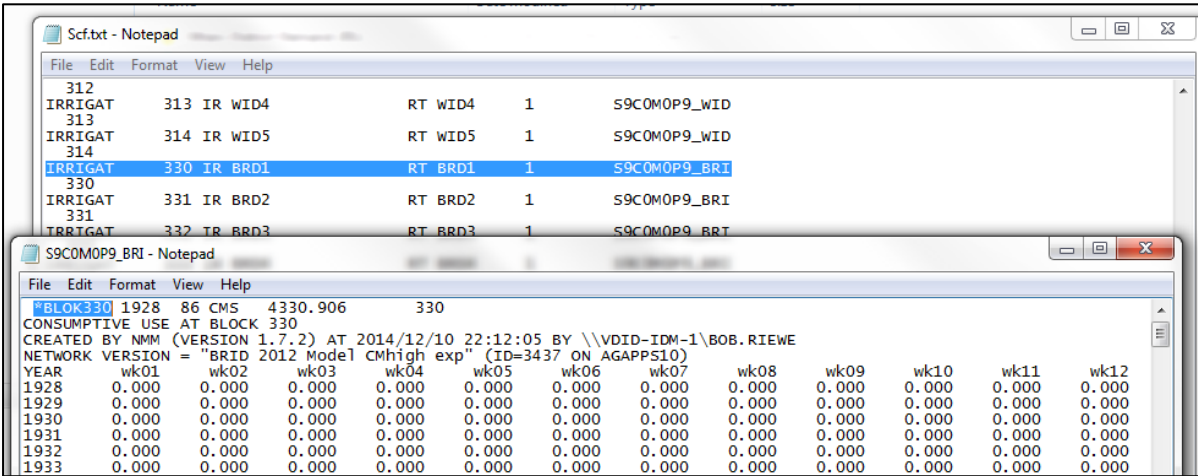 Scf.txt - Notepad
File Edit Format View Help
312
IRRIGAT 313 IR WID4 RT WID4 1 S9C0M0P9_WID
313
IRRIGAT 314 IR WID5 RT WID5 1 S9C0M0P9_WID
314
IRRIGAT 330 IR BRD1 RT BRD1 1 S9C0M0P9_BRI
330
IRRIGAT 331 IR BRD2 RT BRD2 1 S9C0M0P9_BRI
331
IRRIGAT 332 IR BRD3 RT BRD3 1 S9C0M0P9_BRI
S9C0M0P9_BRI - Notepad
File Edit Format View Help
*BLOK330 1928 86 CMS 4330.906 330
CONSUMPTIVE USE AT BLOCK 330
CREATED BY NMM (VERSION 1.7.2) AT 2014/12/10 22:12:05 BY \\VDID-IDM-1\BOB.RIEWE
NETWORK VERSION = "BRID 2012 Model CMhigh exp" (ID=3437 ON AGAPPS10)
YEAR wk01 wk02 wk03 wk04 wk05 wk06 wk07 wk08 wk09 wk10 wk11 wk12
1928 0.000 0.000 0.000 0.000 0.000 0.000 0.000 0.000 0.000 0.000 0.000 0.000
1929 0.000 0.000 0.000 0.000 0.000 0.000 0.000 0.000 0.000 0.000 0.000 0.000
1930 0.000 0.000 0.000 0.000 0.000 0.000 0.000 0.000 0.000 0.000 0.000 0.000
1931 0.000 0.000 0.000 0.000 0.000 0.000 0.000 0.000 0.000 0.000 0.000 0.000
1932 0.000 0.000 0.000 0.000 0.000 0.000 0.000 0.000 0.000 0.000 0.000 0.000
1933 0.000 0.000 0.000 0.000 0.000 0.000 0.000 0.000 0.000 0.000 0.000 0.000